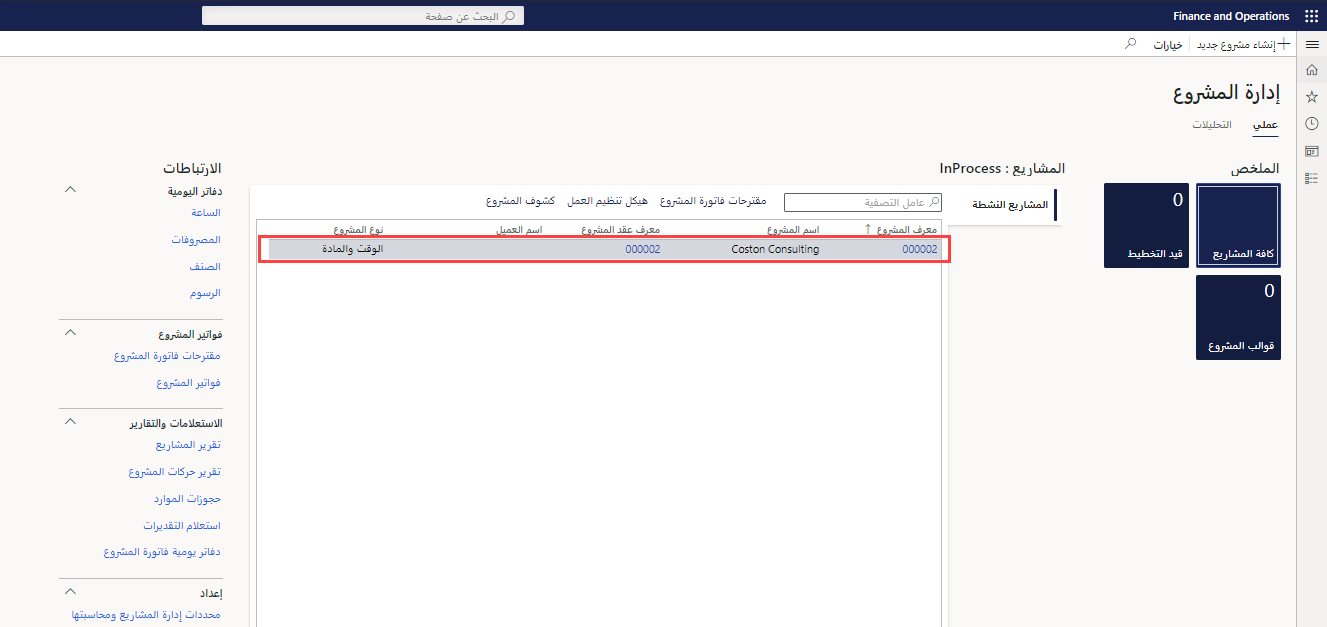 Finance and Operations
البحث عن صفحة
إنشاء مشروع جديد
خيارات
إدارة المشروع
عملي
التحليلات
الملخص
0
كافة المشاريع
0
قيد التخطيط
0
قوالب المشروع
المشاريع : InProcess
المشاريع النشطة
عامل التصفية
مقترحات فاتورة المشروع
هيكل تنظيم العمل
كشوف المشروع
معرف المشروع ↑ اسم المشروع معرف عقد المشروع اسم العميل نوع المشروع
000002 Coston Consulting 000002 الوقت والمادة
الارتباطات
دفاتر اليومية
الساعة
المصروفات
الصنف
الرسوم
فواتير المشروع
مقترحات فاتورة المشروع
فواتير المشروع
الاستعلامات والتقارير
تقرير المشاريع
تقرير حركات المشروع
حجوزات الموارد
استعلام التقديرات
دفاتر يومية فاتورة المشروع
إعداد
محددات إدارة المشاريع ومحاسبتها